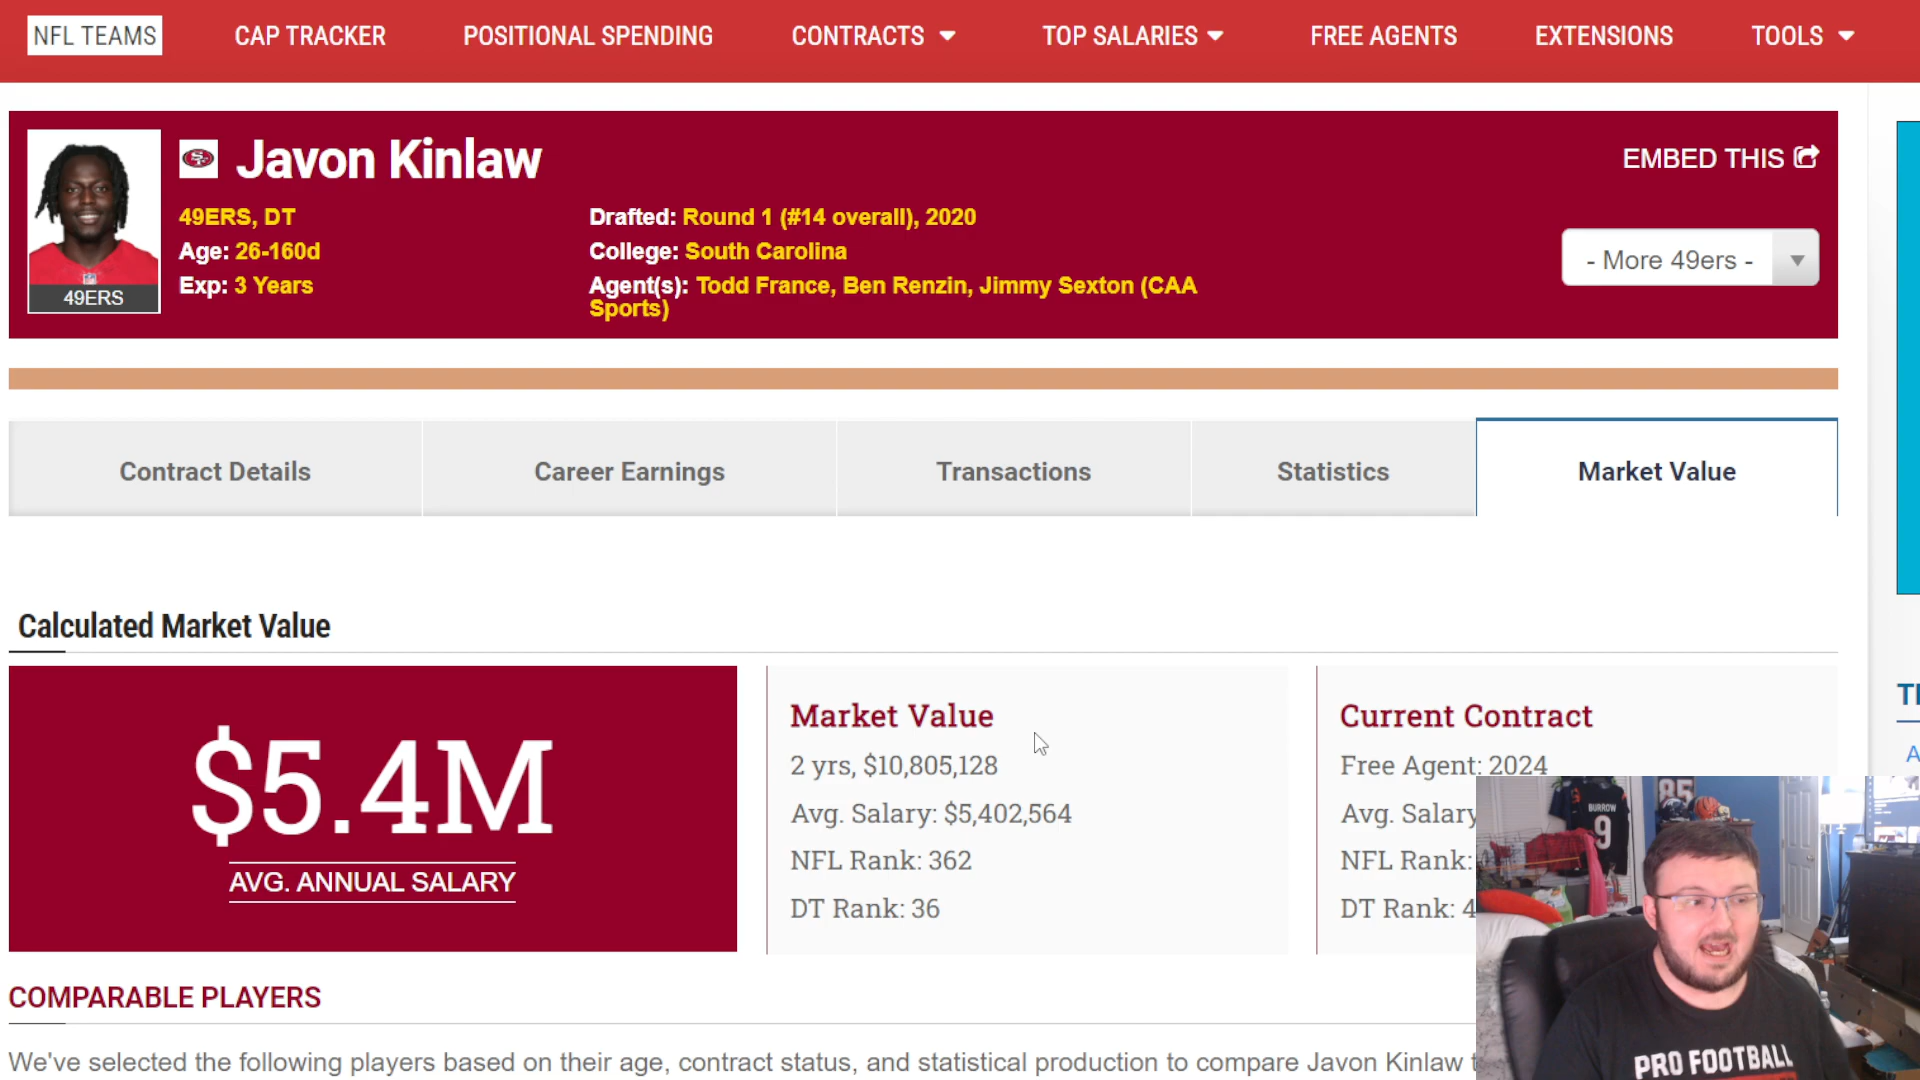 NFL TEAMS CAP TRACKER POSITIONAL SPENDING CONTRACTS TOP SALARIES FREE AGENTS EXTENSIONS TOOLS
Javon Kinlaw
EMBED THIS
49ERS, DT
Drafted: Round 1 (#14 overall), 2020
Age: 26-160d
College: South Carolina
Exp: 3 Years
Agent(s): Todd France, Ben Renzin, Jimmy Sexton (CAA
Sports)
49ERS
- More 49ers -
Contract Details Career Earnings Transactions Statistics Market Value
Calculated Market Value
$5.4M
AVG. ANNUAL SALARY
Market Value
2 yrs, $10,805,128
Avg. Salary: $5,402,564
NFL Rank: 362
DT Rank: 36
Current Contract
Free Agent: 2024
Avg. Salary
NFL Rank:
DT Rank: 4
COMPARABLE PLAYERS
We've selected the following players based on their age, contract status, and statistical production to compare Javon Kinlaw
BURROW
9
85
PRO FOOTBALL